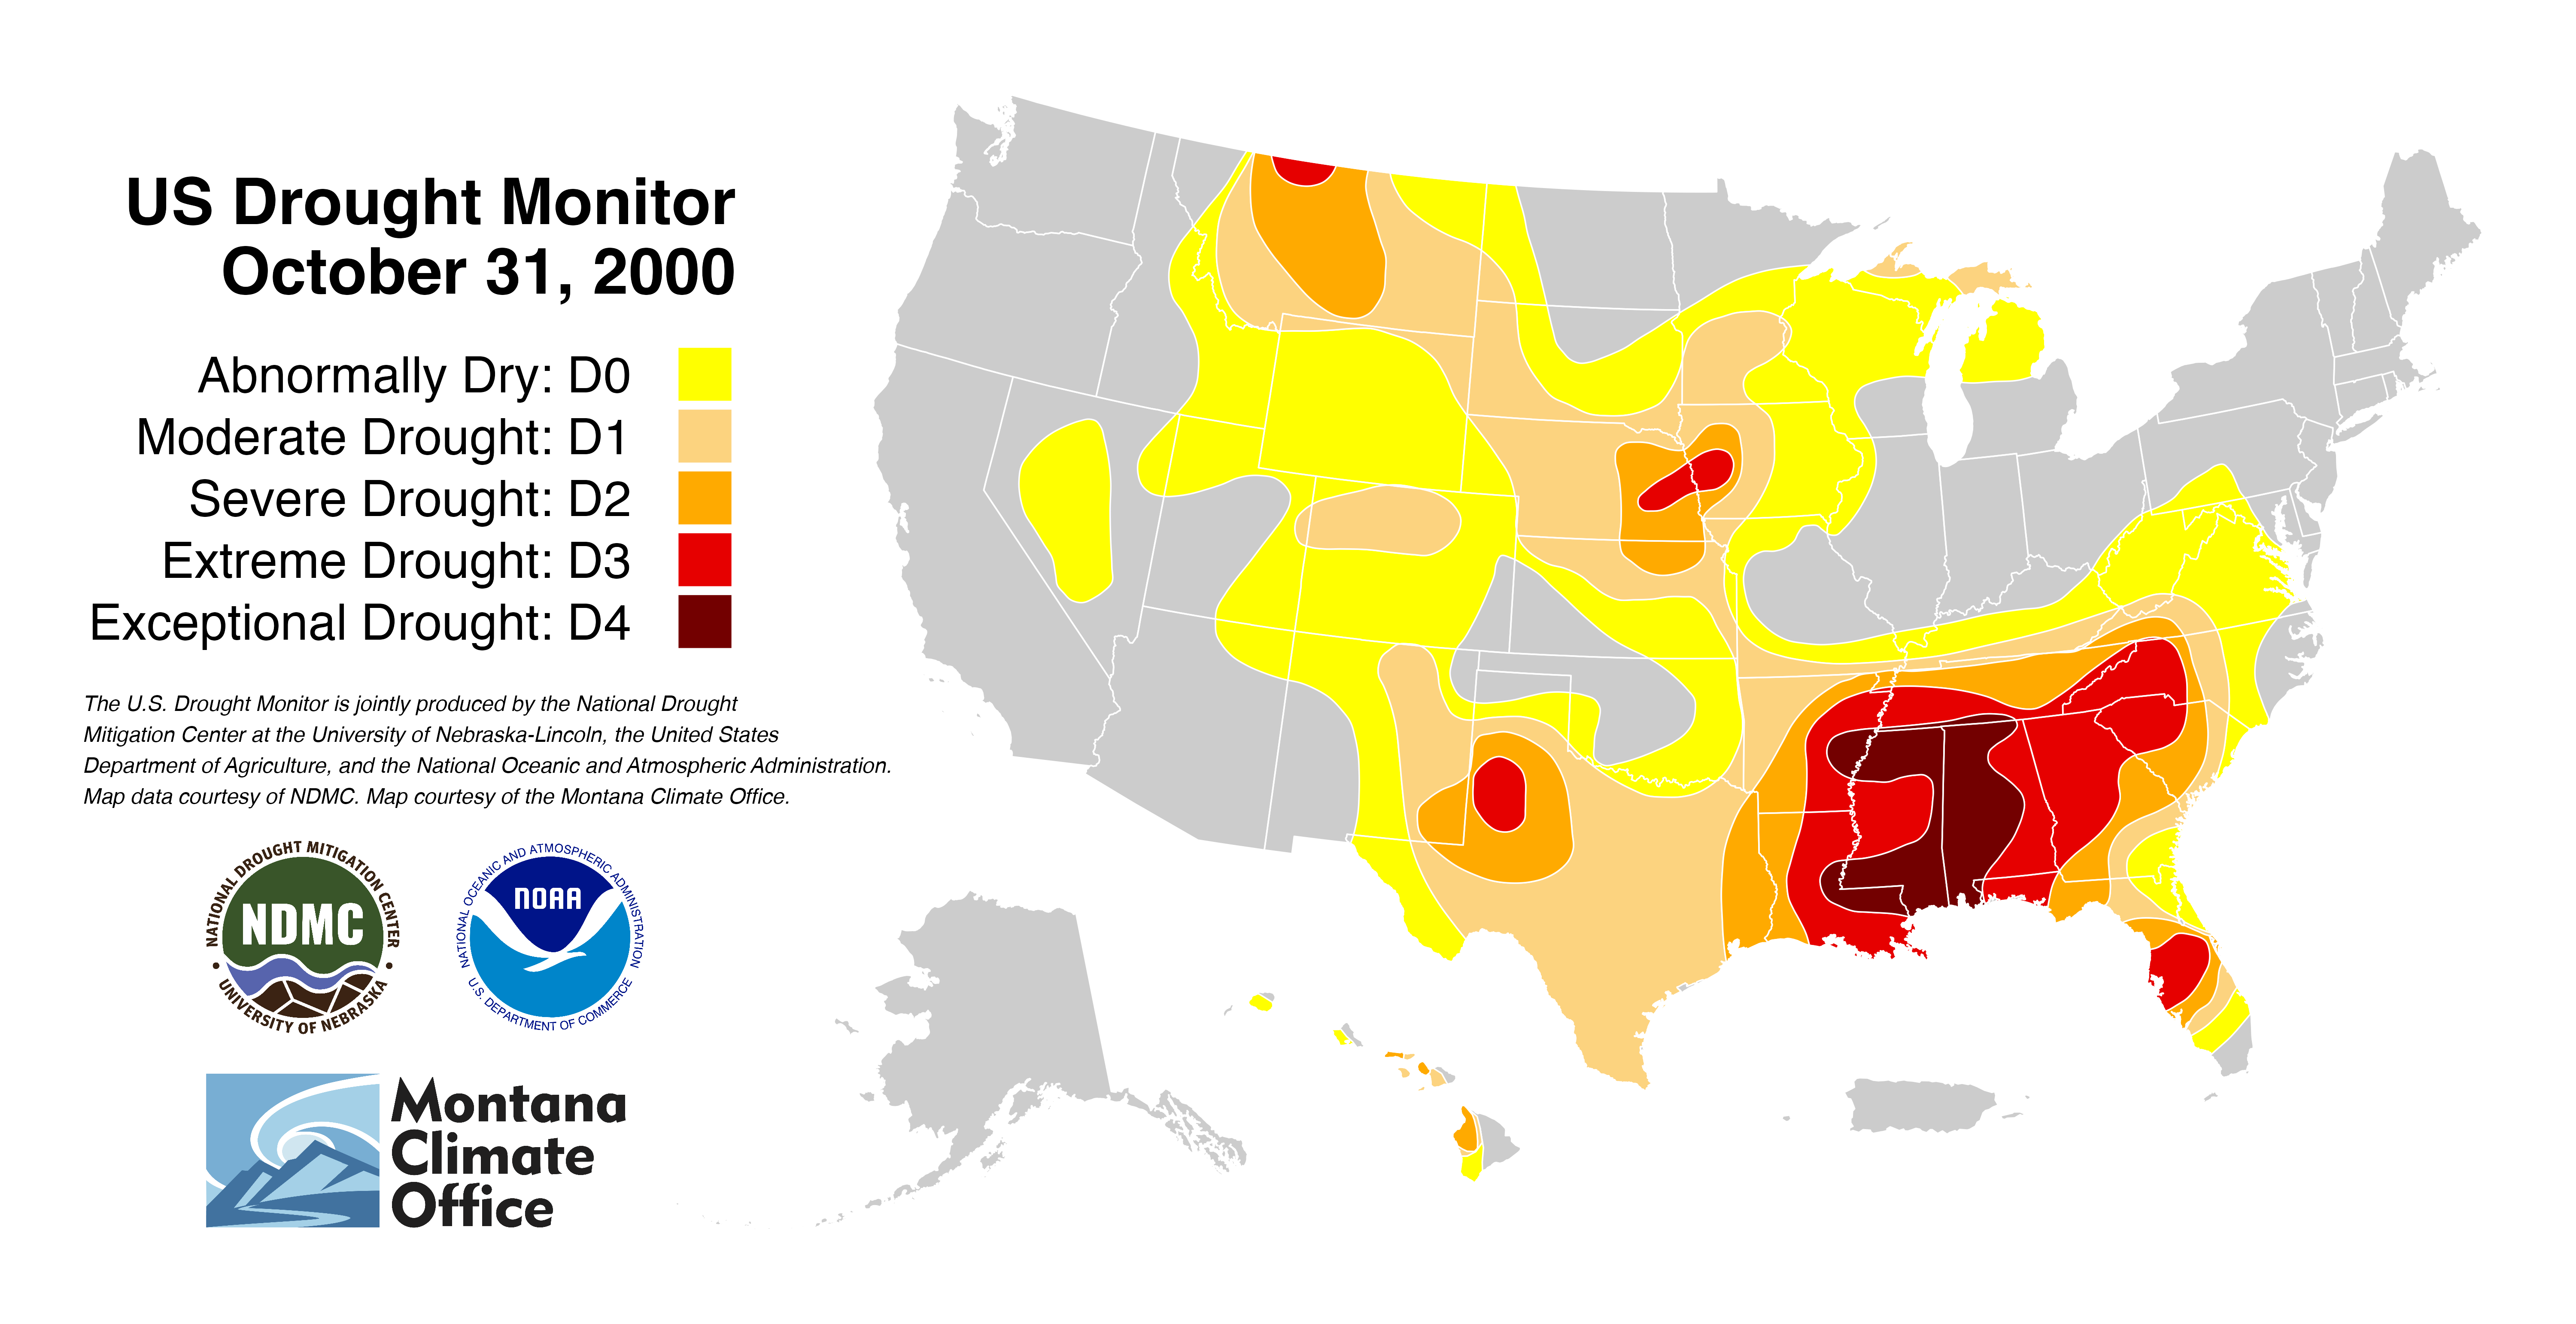 US Drought Monitor
October 31, 2000
Abnormally Dry: D0
Moderate Drought: D1
Severe Drought: D2
Extreme Drought: D3
Exceptional Drought: D4
The U.S. Drought Monitor is jointly produced by the National Drought
Mitigation Center at the University of Nebraska-Lincoln, the United States
Department of Agriculture, and the National Oceanic and Atmospheric Administration.
Map data courtesy of NDMC. Map courtesy of the Montana Climate Office.
NATIONAL DROUGHT MITIGATION CENTER
NDMC
UNIVERSITY OF NEBRASKA
NATIONAL OCEANIC AND ATMOSPHERIC ADMINISTRATION
NOAA
U.S. DEPARTMENT OF COMMERCE
Montana
Climate
Office